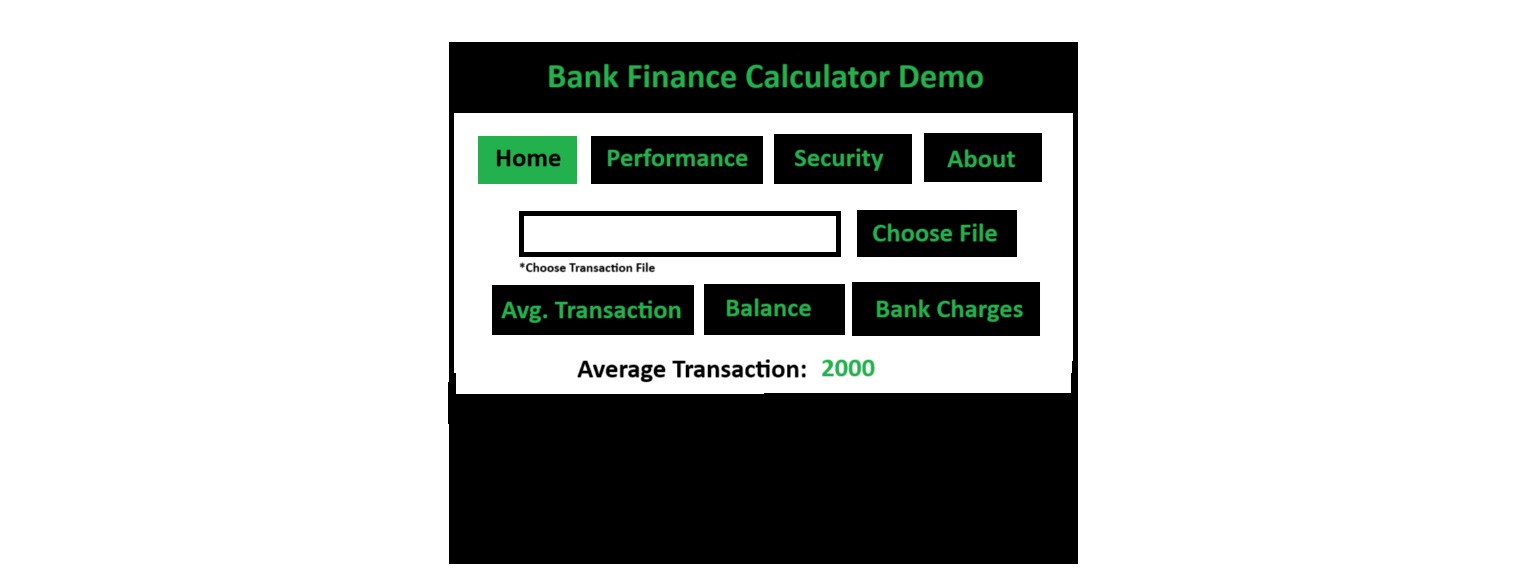 Bank Finance Calculator Demo
Home Performance Security About
Choose File
*Choose Transaction File
Avg. Transaction Balance Bank Charges
Average Transaction: 2000